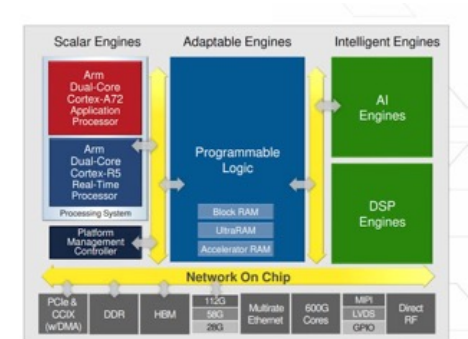 Scalar Engines
Adaptable Engines
Intelligent Engines
Arm
Dual-Core
Cortex-A72
Application
Processor
Arm
Dual-Core
Cortex-R5
Real-Time
Processor
Processing System
Platform
Management
Controller
Programmable
Logic
Block RAM
UltraRAM
Accelerator RAM
AI
Engines
DSP
Engines
Network On Chip
PCIe &
CCIX
(w/DMA)
DDR
HBM
112G
58G
28G
Multirate
Ethernet
600G
Cores
MIPI
LVDS
GPIO
Direct
RF